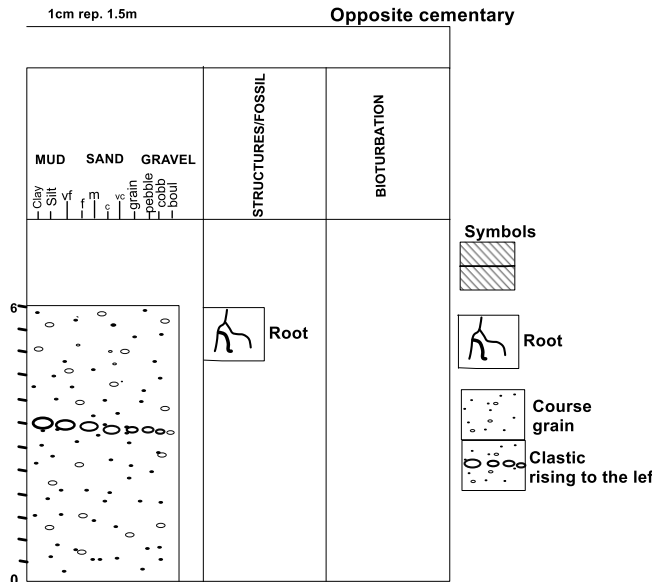 1cm rep. 1.5m
Opposite cementary
STRUCTURES/FOSSIL
BIOTURBATION
MUD SAND GRAVEL
Clay Silt vf f m c vc grain pebble cobb boul
Symbols
6
Root
Root
Course
grain
Clastic
rising to the lef
0